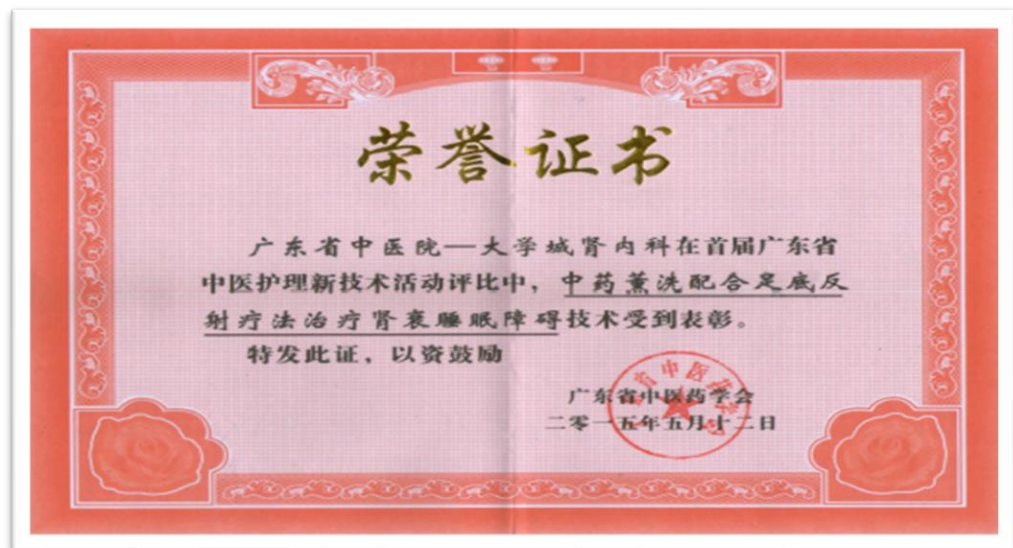 荣誉证书
广东省中医院—大学城肾内科在首届广东省
中医护理新技术活动评比中，中药薰洗配合足底反
射疗法治疗肾衰睡眠障碍技术受到表彰。
特发此证，以资鼓励
广东省中医药学会
二零一五年五月十二日